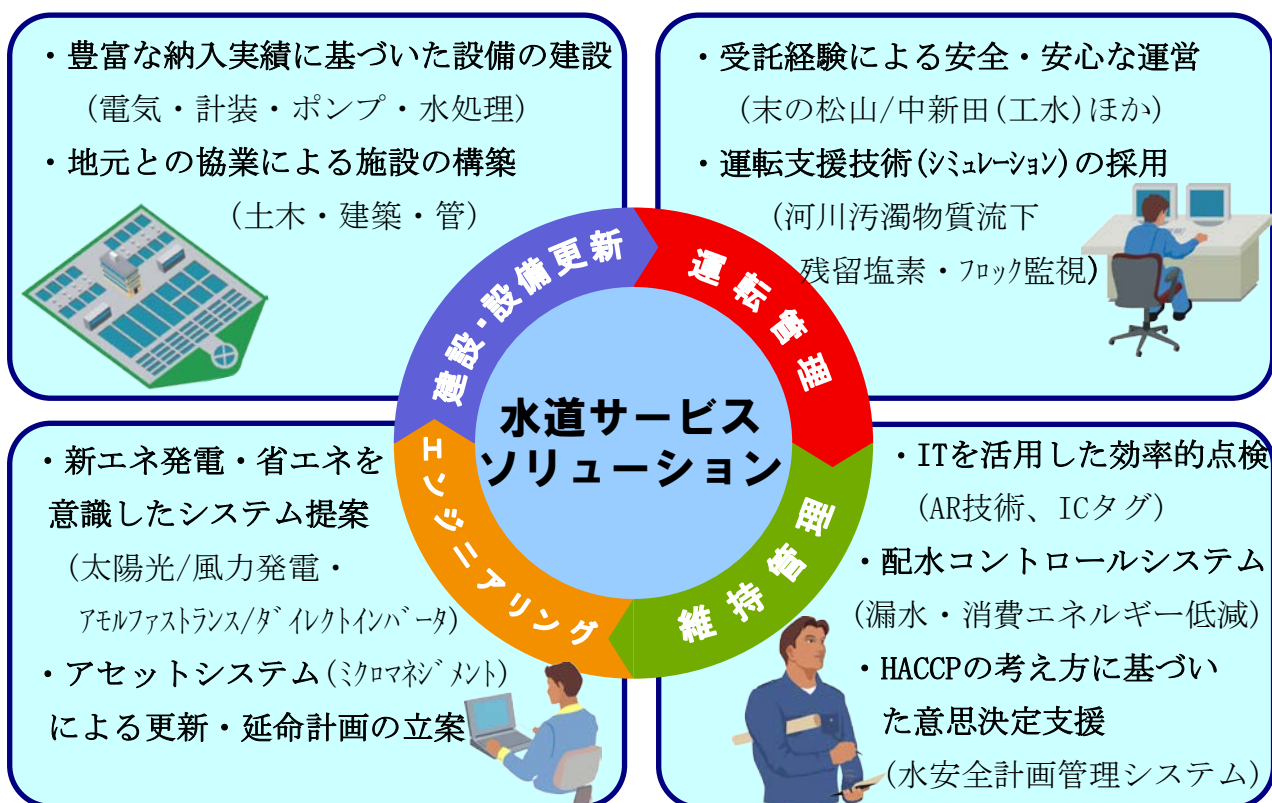 ・豊富な納入実績に基づいた設備の建設
(電気・計装・ポンプ・水処理)
・地元との協業による施設の構築
(土木・建築・管)
・受託経験による安全・安心な運営
(末の松山/中新田(工水)ほか)
・運転支援技術(ｼﾐｭﾚｰｼｮﾝ)の採用
(河川汚濁物質流下
残留塩素・ﾌﾛｯｸ監視)
建設・設備更新
運転管理
水道サービス
ソリューション
エンジニアリング
維持管理
・新エネ発電・省エネを
意識したシステム提案
(太陽光/風力発電・
ｱﾓﾙﾌｧｽﾄﾗﾝｽ/ﾀﾞｲﾚｸﾄｲﾝﾊﾞｰﾀ)
・アセットシステム(ﾐｸﾛﾏﾈｼﾞﾒﾝﾄ)
による更新・延命計画の立案
・ITを活用した効率的点検
(AR技術、ICタグ)
・配水コントロールシステム
(漏水・消費エネルギー低減)
・HACCPの考え方に基づい
た意思決定支援
(水安全計画管理システム)